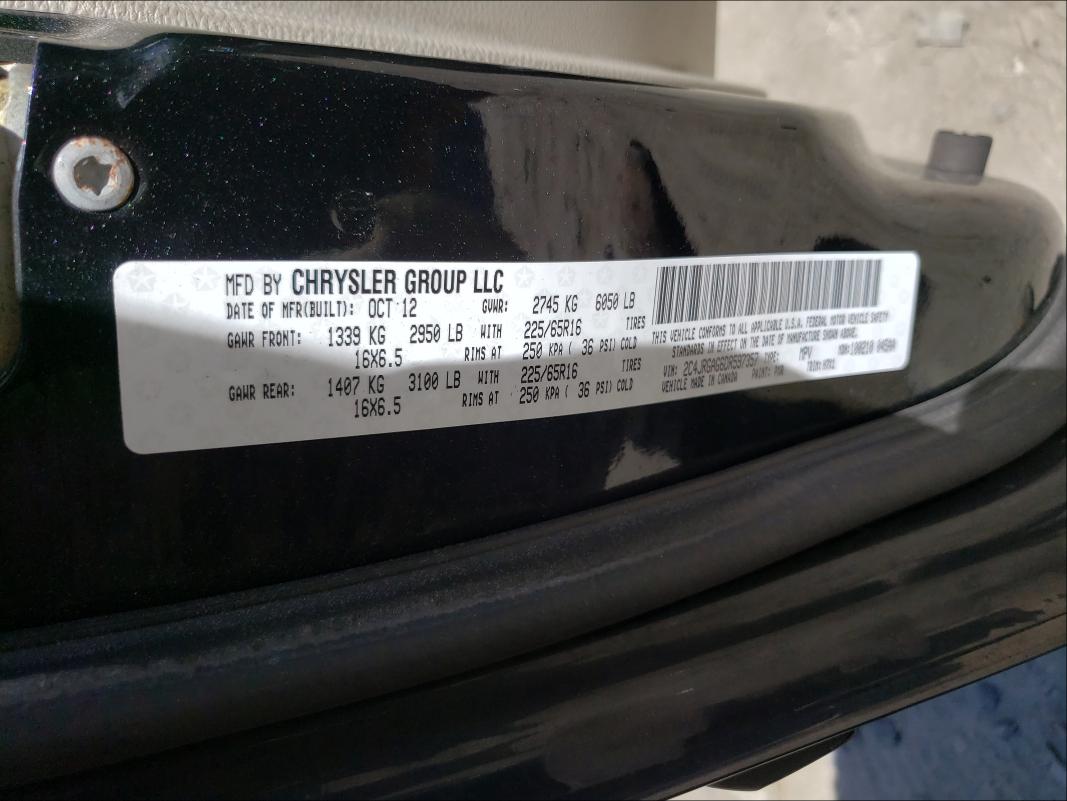 MFD BY CHRYSLER GROUP LLC
DATE OF MFR(BUILT): OCT 12 GVWR: 2745 KG 6050 LB
GAWR FRONT: 1339 KG 2950 LB WITH 225/65R16 TIRES
16X6.5 RIMS AT 250 KPA ( 36 PSI) COLD
GAWR REAR: 1407 KG 3100 LB WITH 225/65R16 TIRES
16X6.5 RIMS AT 250 KPA ( 36 PSI) COLD
THIS VEHICLE CONFORMS TO ALL APPLICABLE U.S.A. FEDERAL MOTOR VEHICLE SAFETY
STANDARDS IN EFFECT ON THE DATE OF MANUFACTURE SHOWN ABOVE.
VIN: TYPE: MPV MDH:
VEHICLE MADE IN CANADA PAINT: TRIM: